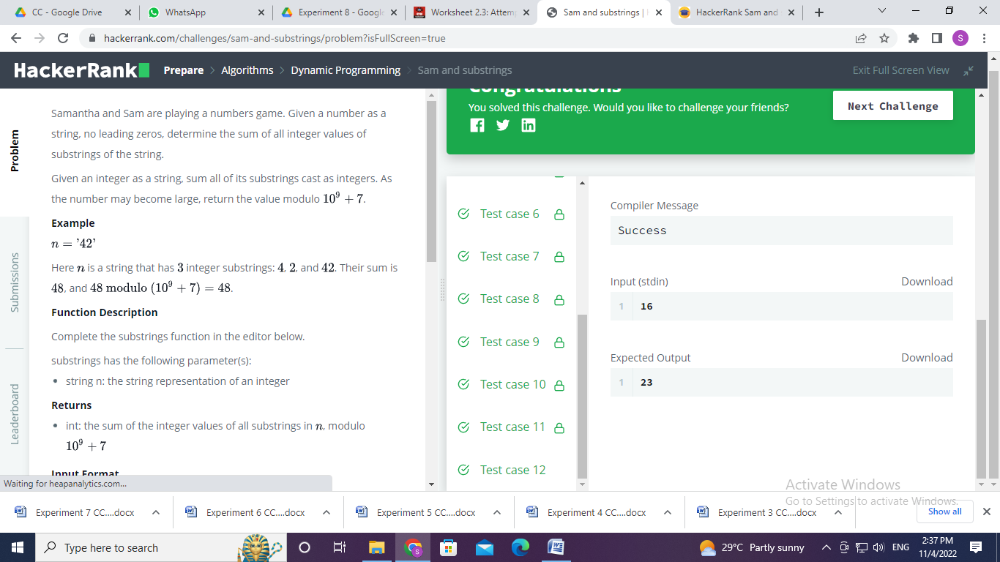 CC - Google Drive
WhatsApp
Experiment 8 - Google
Worksheet 2.3: Attemp
Sam and substrings | H
HackerRank Sam and
hackerrank.com/challenges/sam-and-substrings/problem?isFullScreen=true
S
HackerRank
Prepare > Algorithms > Dynamic Programming > Sam and substrings
Exit Full Screen View
Problem
Submissions
Leaderboard
Samantha and Sam are playing a numbers game. Given a number as a
string, no leading zeros, determine the sum of all integer values of
substrings of the string.
Given an integer as a string, sum all of its substrings cast as integers. As
the number may become large, return the value modulo 10⁹ + 7.
Example
n = '42'
Here n is a string that has 3 integer substrings: 4, 2, and 42. Their sum is
48, and 48 modulo (10⁹ + 7) = 48.
Function Description
Complete the substrings function in the editor below.
substrings has the following parameter(s):
• string n: the string representation of an integer
Returns
• int: the sum of the integer values of all substrings in n, modulo
10⁹ + 7
Input Format
Waiting for heapanalytics.com...
Congratulations
You solved this challenge. Would you like to challenge your friends?
Next Challenge
Test case 6
Test case 7
Test case 8
Test case 9
Test case 10
Test case 11
Test case 12
Compiler Message
Success
Input (stdin)
Download
1 16
Expected Output
Download
1 23
Activate Windows
Go to Settings to activate Windows.
Experiment 7 CC....docx
Experiment 6 CC....docx
Experiment 5 CC....docx
Experiment 4 CC....docx
Experiment 3 CC....docx
Show all
Type here to search
S
29°C Partly sunny
ENG
2:37 PM
11/4/2022